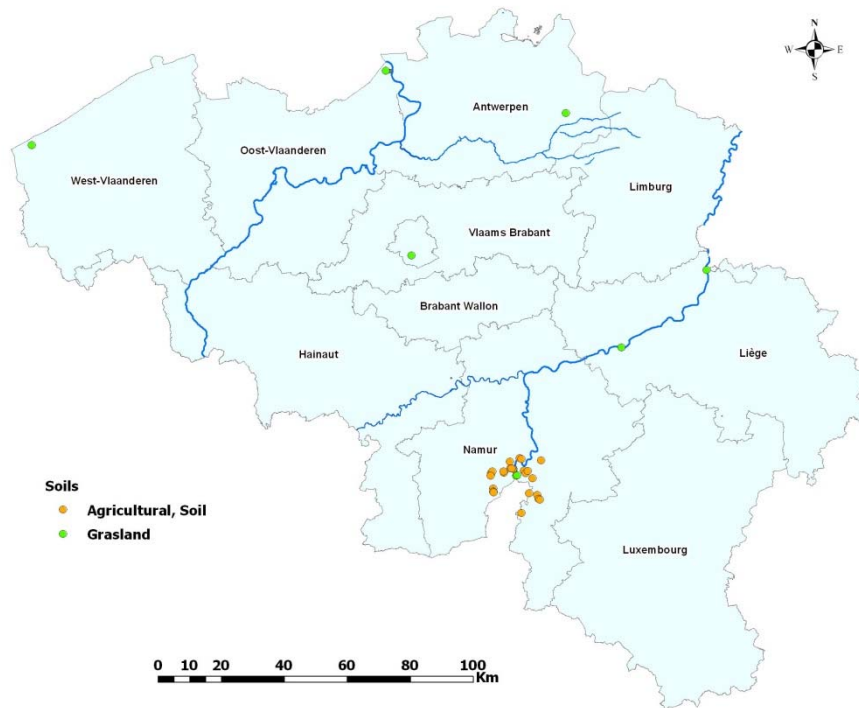 N
W E
S
Antwerpen
Oost-Vlaanderen
West-Vlaanderen
Limburg
Vlaams Brabant
Brabant Wallon
Hainaut
Liège
Namur
Soils
Agricultural, Soil
Grasland
Luxembourg
0 10 20 40 60 80 100
Km